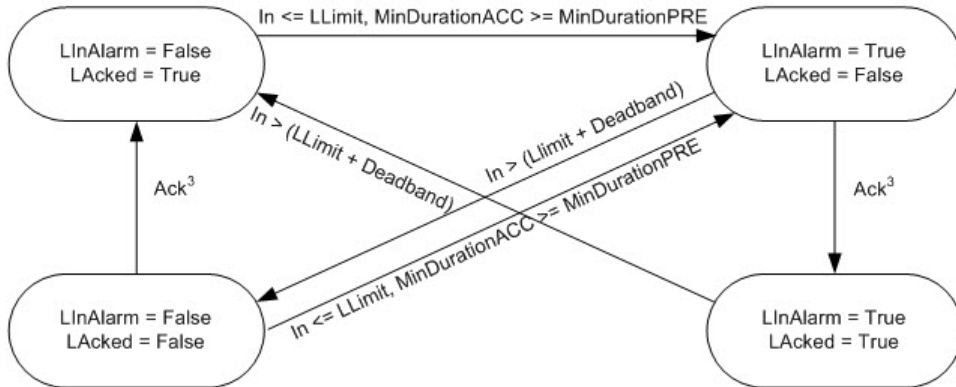 In <= LLimit, MinDurationACC >= MinDurationPRE
LInAlarm = False
LAcked = True
LInAlarm = True
LAcked = False
In > (LLimit + Deadband)
In > (Llimit + Deadband)
In <= LLimit, MinDurationACC >= MinDurationPRE
Ack³
Ack³
LInAlarm = False
LAcked = False
LInAlarm = True
LAcked = True